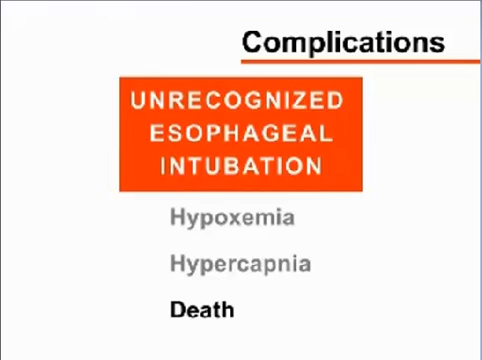 Complications
UNRECOGNIZED
ESOPHAGEAL
INTUBATION
Hypoxemia
Hypercapnia
Death